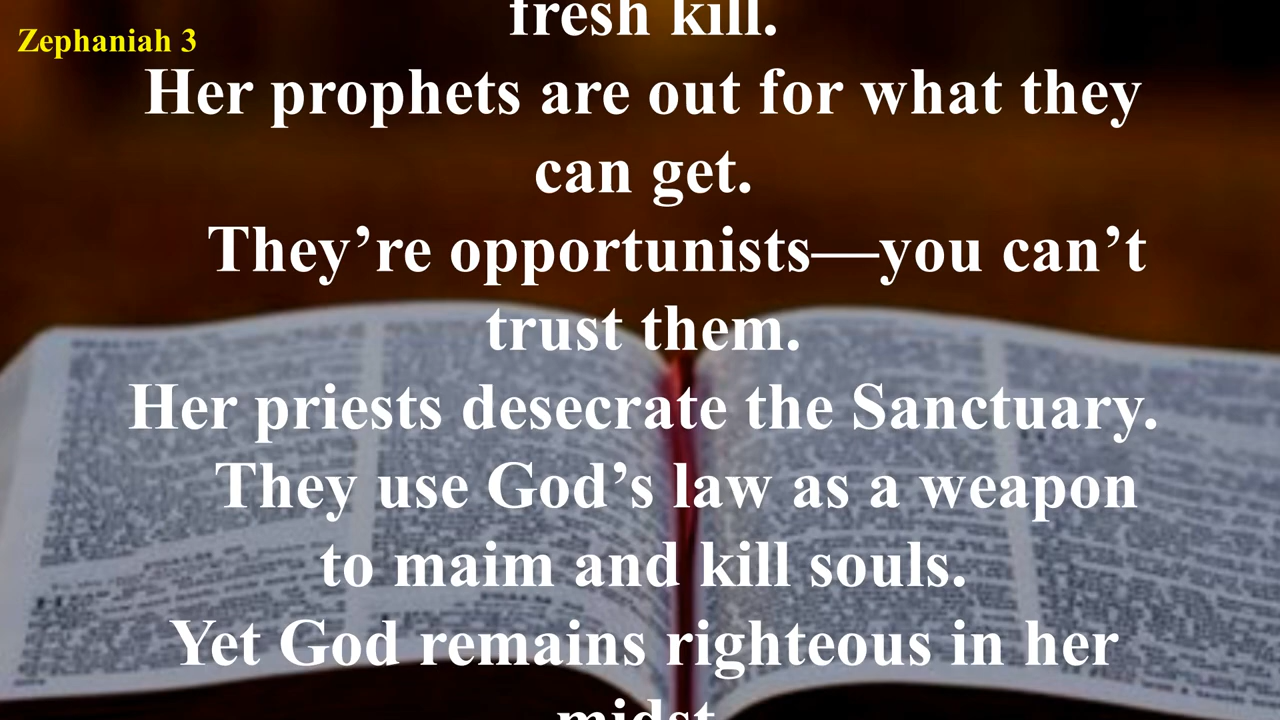 Zephaniah 3
fresh kill.
Her prophets are out for what they
can get.
They’re opportunists—you can’t
trust them.
Her priests desecrate the Sanctuary.
They use God’s law as a weapon
to maim and kill souls.
Yet God remains righteous in her
midst